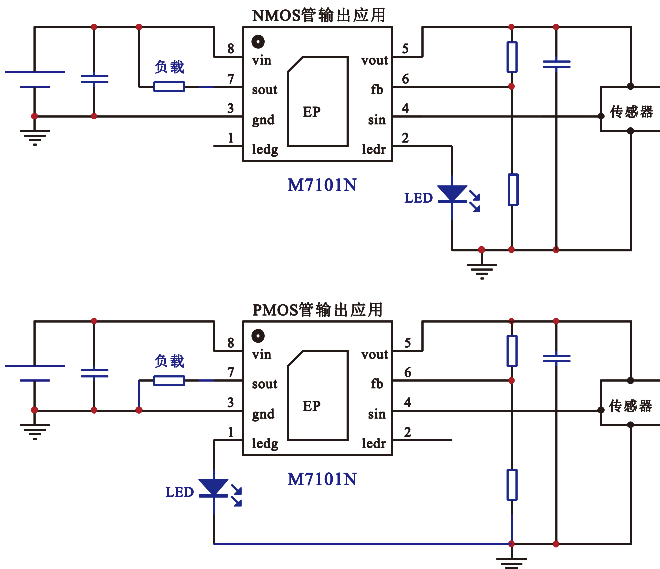 NMOS管输出应用
8 vin vout 5
负载 7 sout fb 6
3 gnd EP sin 4 传感器
1 ledg ledr 2
M7101N
LED
PMOS管输出应用
8 vin vout 5
负载 7 sout fb 6
3 gnd EP sin 4 传感器
1 ledg ledr 2
M7101N
LED